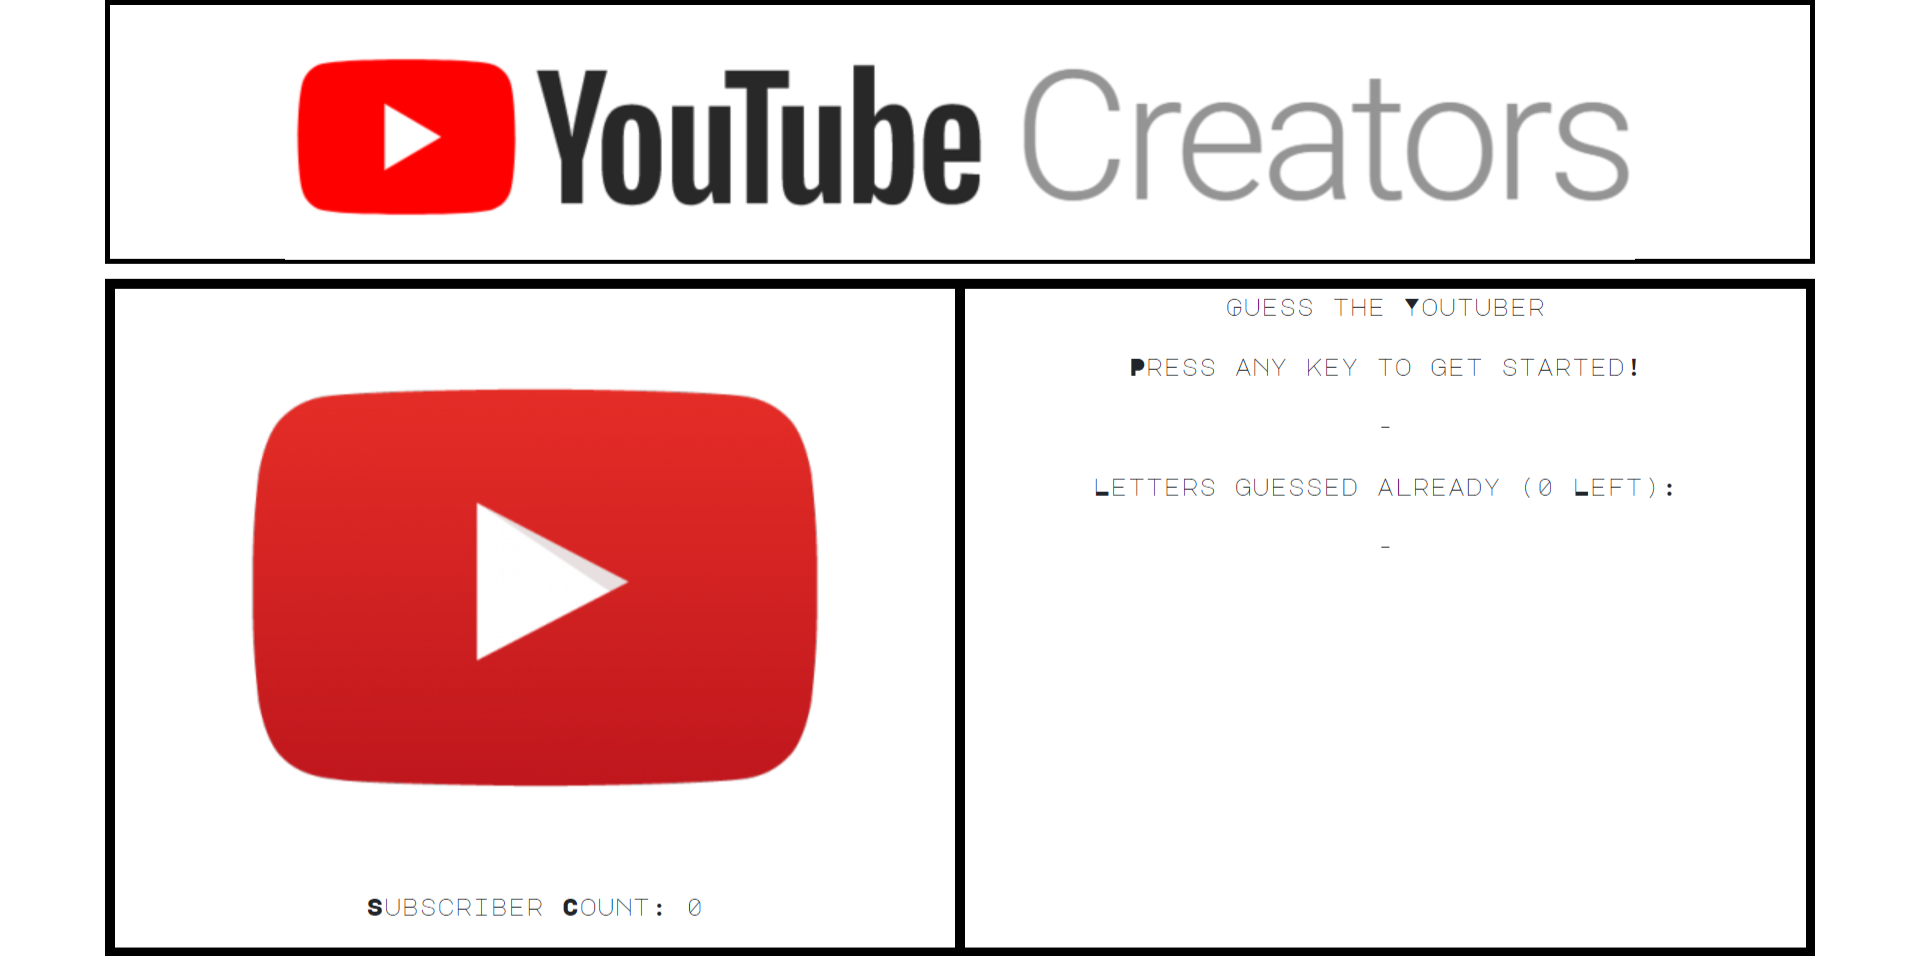 YouTube Creators
Guess the Youtuber
Press any key to get started!
-
Letters guessed already (0 Left):
-
Subscriber Count: 0